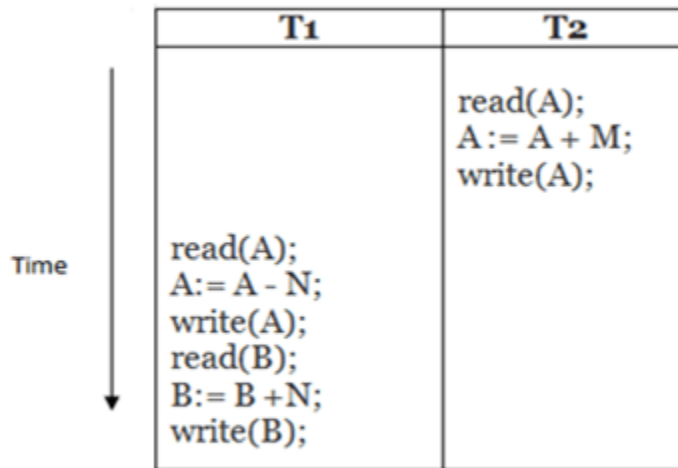 T1 T2
read(A);
A := A + M;
write(A);
Time
read(A);
A:= A - N;
write(A);
read(B);
B:= B +N;
write(B);